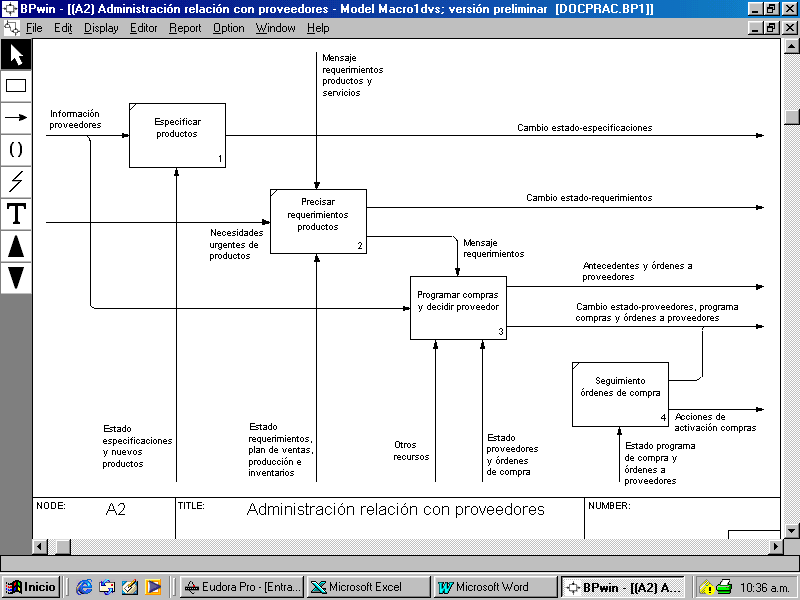 BPwin - [(A2) Administración relación con proveedores - Model Macro1dvs; versión preliminar [DOCPRAC.BP1]]
File Edit Display Editor Report Option Window Help
Mensaje
requerimientos
productos y
servicios
Información
proveedores
Especificar
productos
1
Cambio estado-especificaciones
Precisar
requerimientos
productos
2
Cambio estado-requerimientos
Necesidades
urgentes de
productos
Mensaje
requerimientos
Antecedentes y órdenes a
proveedores
Programar compras
y decidir proveedor
3
Cambio estado-proveedores, programa
compras y órdenes a proveedores
Seguimiento
órdenes de compra
4
Acciones de
activación compras
Estado
especificaciones
y nuevos
productos
Estado
requerimientos,
plan de ventas,
producción e
inventarios
Otros
recursos
Estado
proveedores
y órdenes
de compra
Estado programa
de compra y
órdenes a
proveedores
NODE: A2
TITLE: Administración relación con proveedores
NUMBER:
Inicio
Eudora Pro - [Entra...
Microsoft Excel
Microsoft Word
BPwin - [(A2) A...
10:36 a.m.